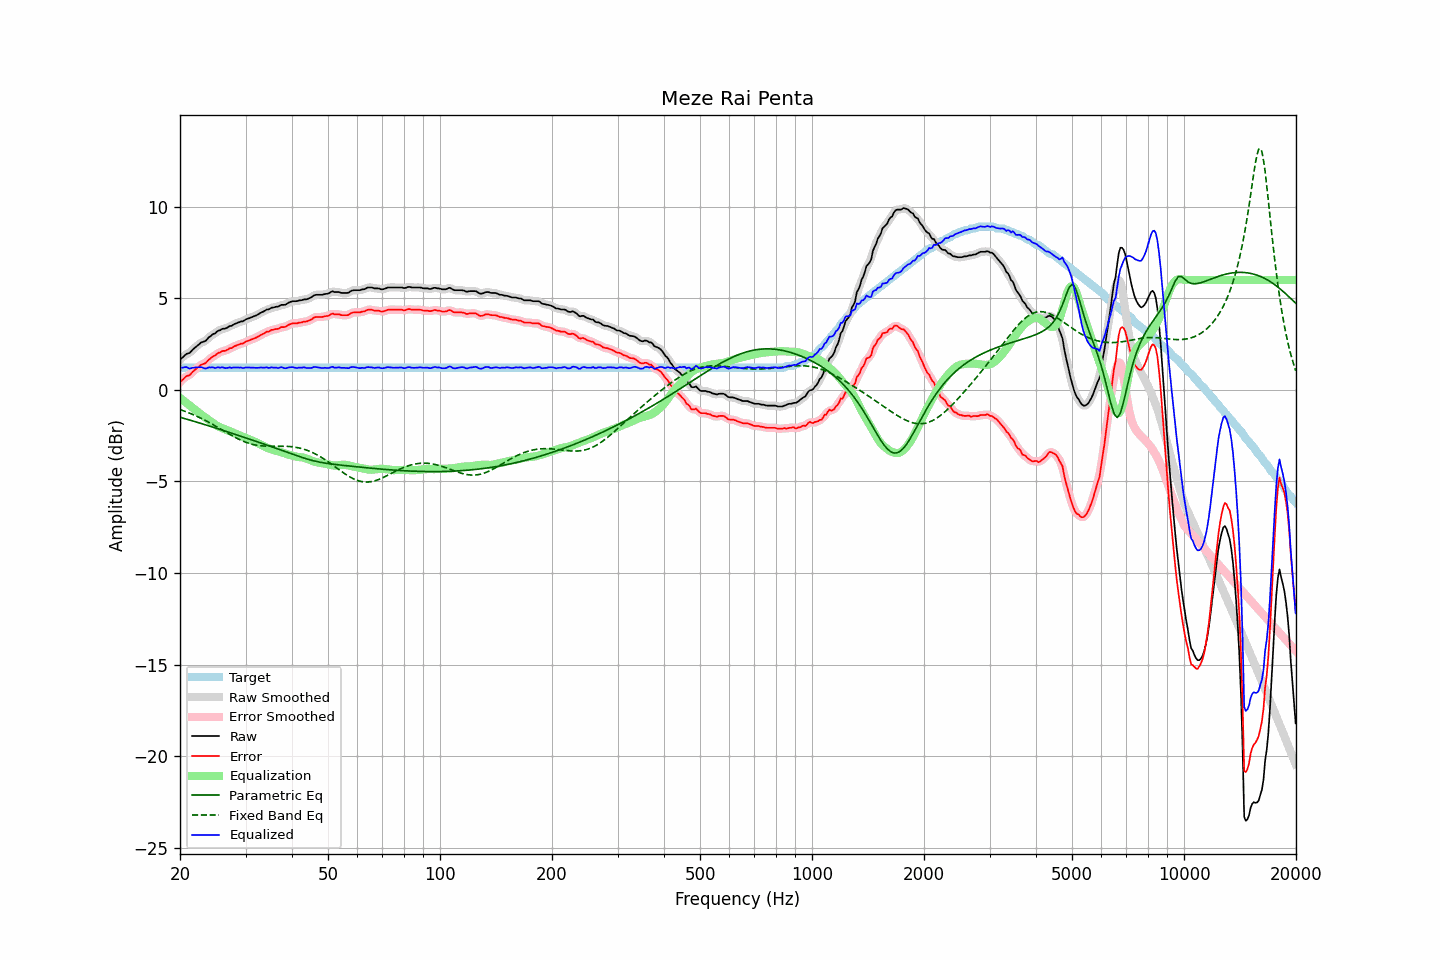 Meze Rai Penta
Amplitude (dBr)
10
5
0
−5
−10
−15
−20
−25
Target
Raw Smoothed
Error Smoothed
Raw
Error
Equalization
Parametric Eq
Fixed Band Eq
Equalized
20 50 100 200 500 1000 2000 5000 10000 20000
Frequency (Hz)